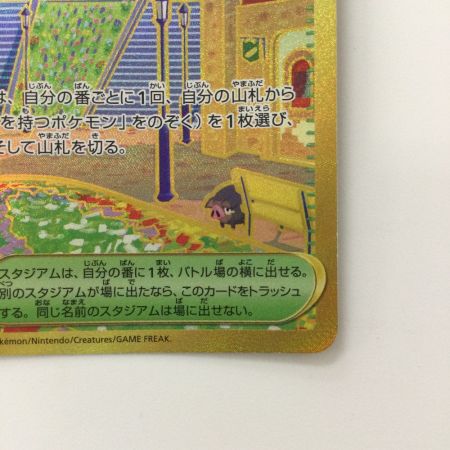 は、自分の番ごとに1回、自分の山札から
を持つポケモン」をのぞく)を1枚選び、
そして山札を切る。
スタジアムは、自分の番に1枚、バトル場の横に出せる。
別のスタジアムが場に出たなら、このカードをトラッシュ
する。同じ名前のスタジアムは場に出せない。
okémon/Nintendo/Creatures/GAME FREAK.